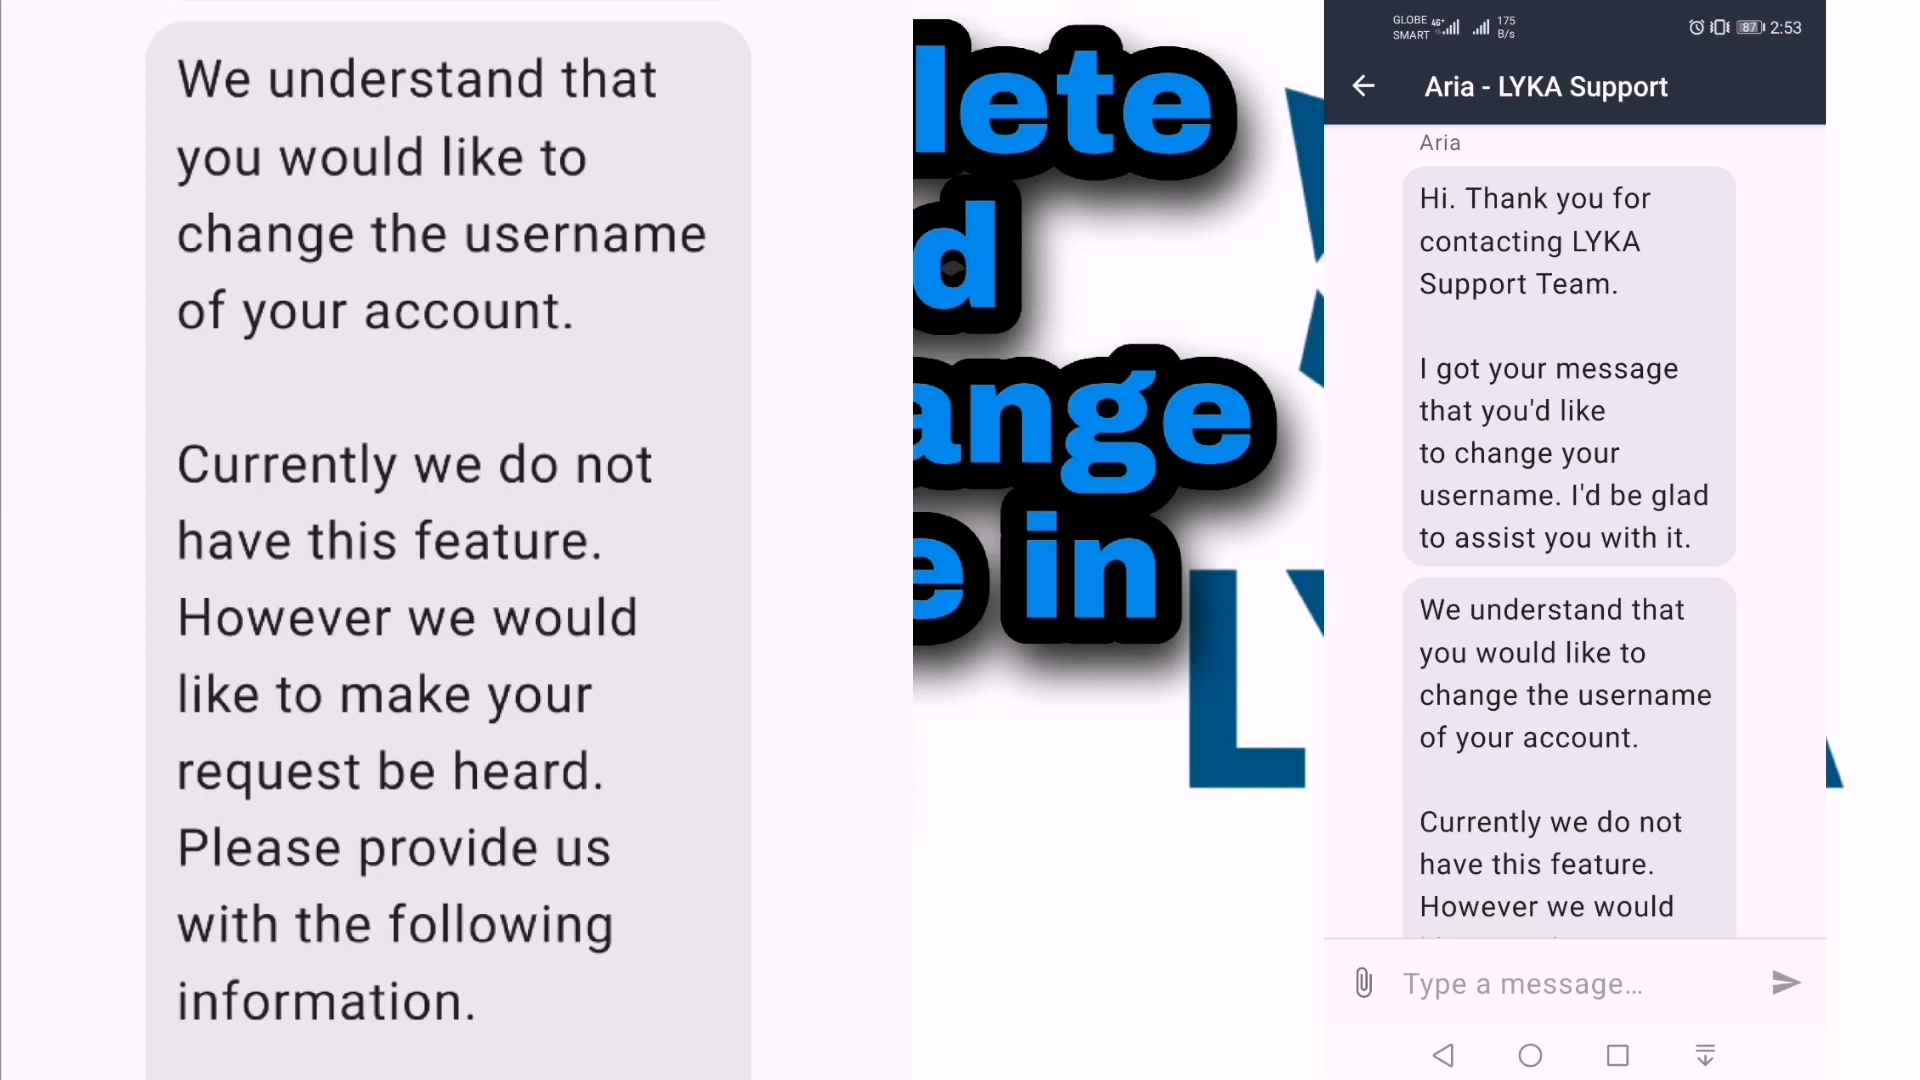 We understand that
you would like to
change the username
of your account.
Currently we do not
have this feature.
However we would
like to make your
request be heard.
Please provide us
with the following
information.
lete
d
ange
e in
L
GLOBE 4G+ 175
SMART B/s
87 2:53
Aria - LYKA Support
Aria
Hi. Thank you for
contacting LYKA
Support Team.
I got your message
that you'd like
to change your
username. I'd be glad
to assist you with it.
We understand that
you would like to
change the username
of your account.
Currently we do not
have this feature.
However we would
Type a message...